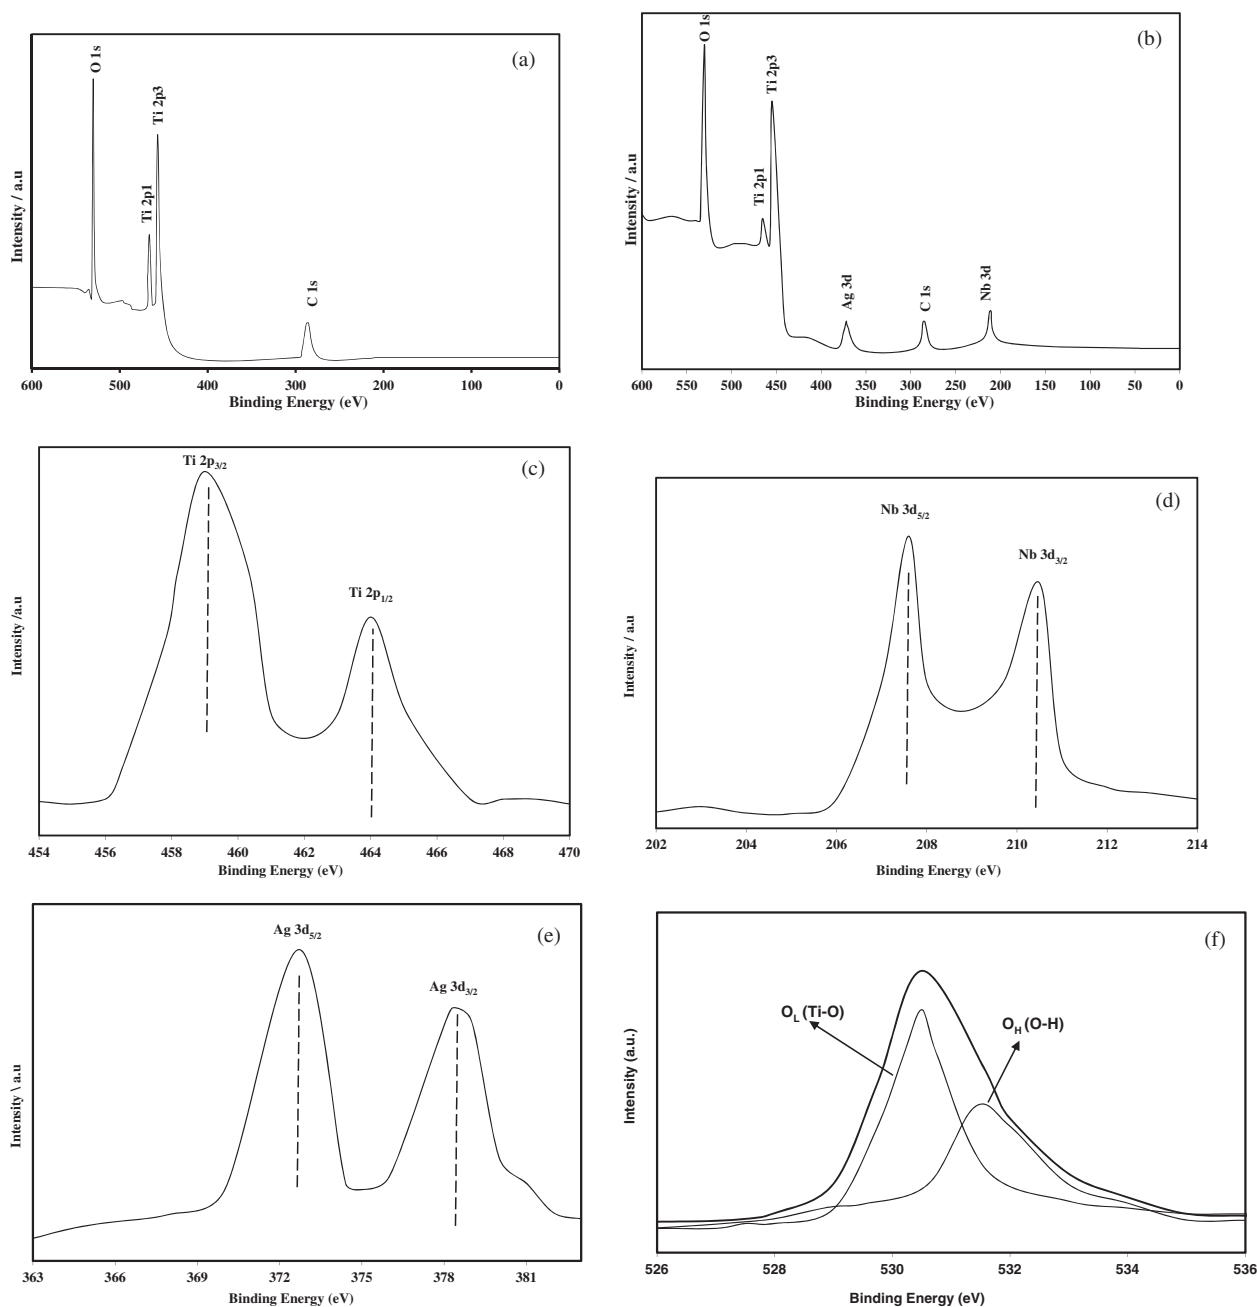 (a)
O 1s
Ti 2p1
Ti 2p3
C 1s
Intensity / a.u
600 500 400 300 200 100 0
Binding Energy (eV)
(b)
O 1s
Ti 2p1
Ti 2p3
Ag 3d
C 1s
Nb 3d
Intensity / a.u
600 550 500 450 400 350 300 250 200 150 100 50 0
Binding Energy (eV)
(c)
Ti 2p3/2
Ti 2p1/2
Intensity /a.u
454 456 458 460 462 464 466 468 470
Binding Energy (eV)
(d)
Nb 3d5/2
Nb 3d3/2
Intensity / a.u
202 204 206 208 210 212 214
Binding Energy (eV)
(e)
Ag 3d5/2
Ag 3d3/2
Intensity \ a.u
363 366 369 372 375 378 381
Binding Energy (eV)
(f)
OL (Ti-O)
OH (O-H)
Intensity (a.u.)
526 528 530 532 534 536
Binding Energy (eV)